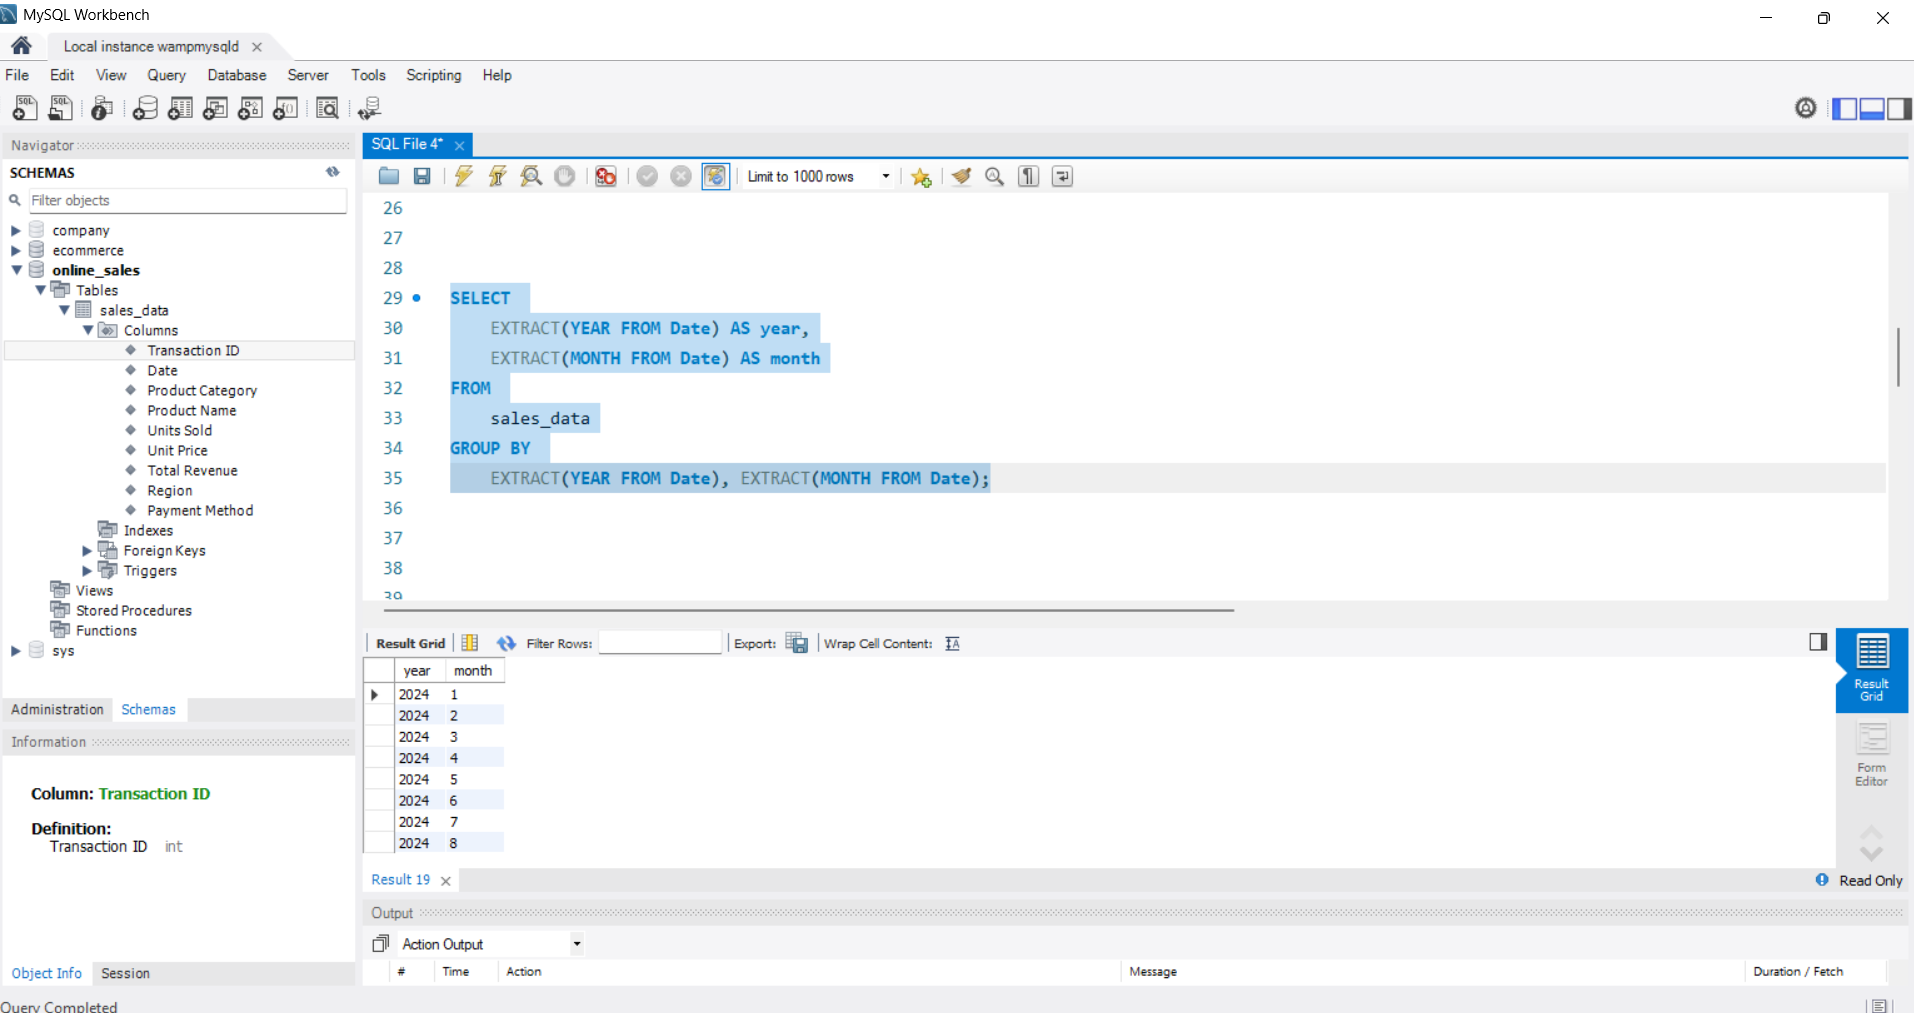 MySQL Workbench
Local instance wampmysqld
File Edit View Query Database Server Tools Scripting Help
Navigator
SCHEMAS
Filter objects
company
ecommerce
online_sales
Tables
sales_data
Columns
Transaction ID
Date
Product Category
Product Name
Units Sold
Unit Price
Total Revenue
Region
Payment Method
Indexes
Foreign Keys
Triggers
Views
Stored Procedures
Functions
sys
Administration Schemas
Information
Column: Transaction ID
Definition:
Transaction ID int
Object Info Session
Query Completed
SQL File 4*
Limit to 1000 rows
26
27
28
29 SELECT
30 EXTRACT(YEAR FROM Date) AS year,
31 EXTRACT(MONTH FROM Date) AS month
32 FROM
33 sales_data
34 GROUP BY
35 EXTRACT(YEAR FROM Date), EXTRACT(MONTH FROM Date);
36
37
38
39
Result Grid Filter Rows: Export: Wrap Cell Content:
year month
2024 1
2024 2
2024 3
2024 4
2024 5
2024 6
2024 7
2024 8
Result
Grid
Form
Editor
Result 19
Read Only
Output
Action Output
# Time Action Message Duration / Fetch